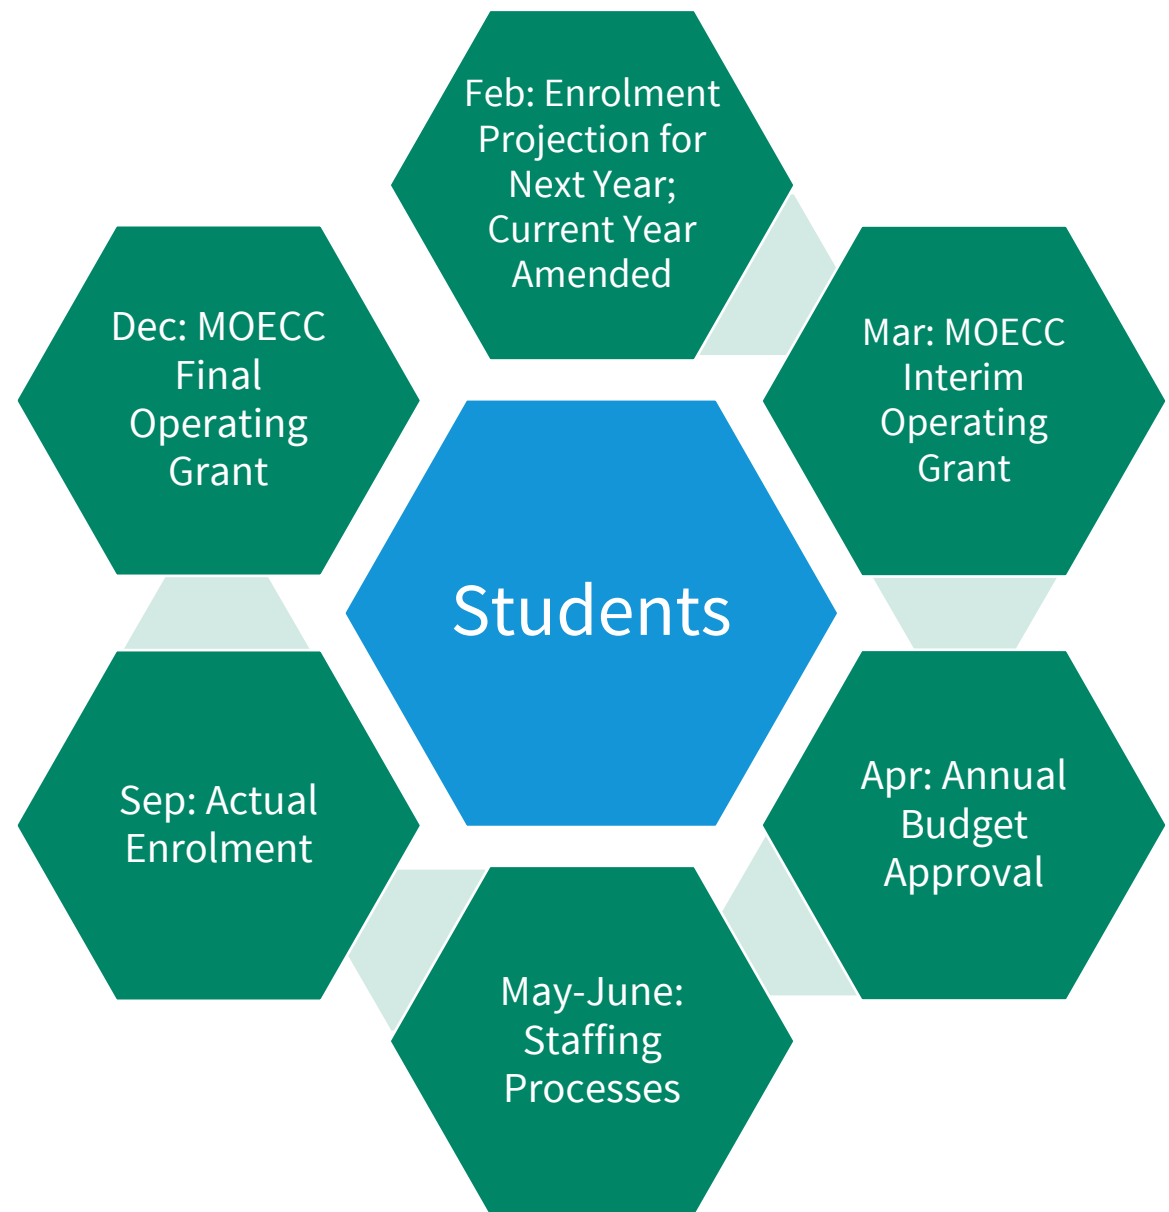 Feb: Enrolment
Projection for
Next Year;
Current Year
Amended
Mar: MOECC
Interim
Operating
Grant
Apr: Annual
Budget
Approval
May-June:
Staffing
Processes
Sep: Actual
Enrolment
Dec: MOECC
Final
Operating
Grant
Students